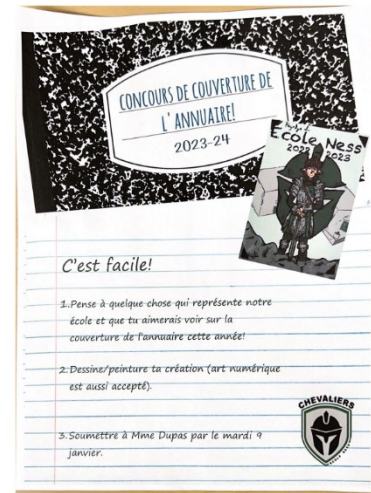 CONCOURS DE COUVERTURE DE
L'ANNUAIRE!
2023-24
École Ness
2022 2023
C'est facile!
1.Pense à quelque chose qui représente notre
école et que tu aimerais voir sur la
couverture de l'annuaire cette année!
2.Dessine/peinture ta création (art numérique
est aussi accepté).
3.Soumettre à Mme Dupas par le mardi 9
janvier.
CHEVALIERS